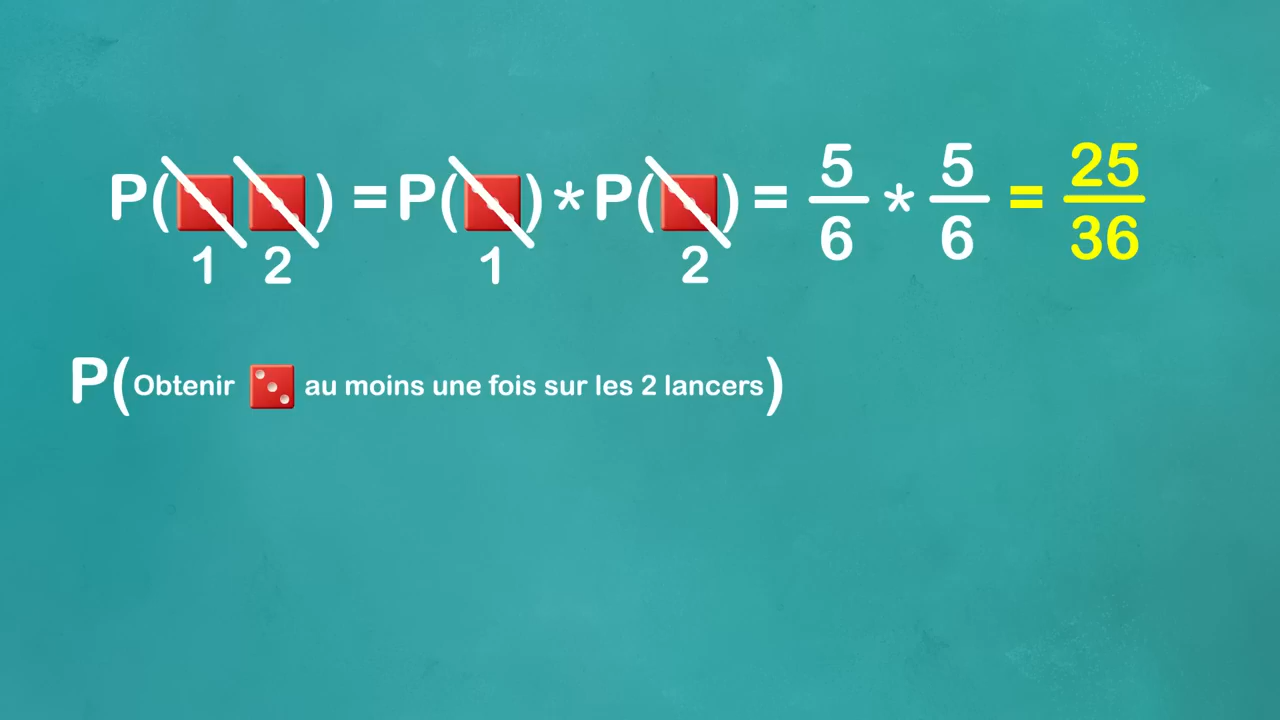 P( ) = P( ) * P( ) = 5/6 * 5/6 = 25/36
1 2 1 2
P(Obtenir au moins une fois sur les 2 lancers)